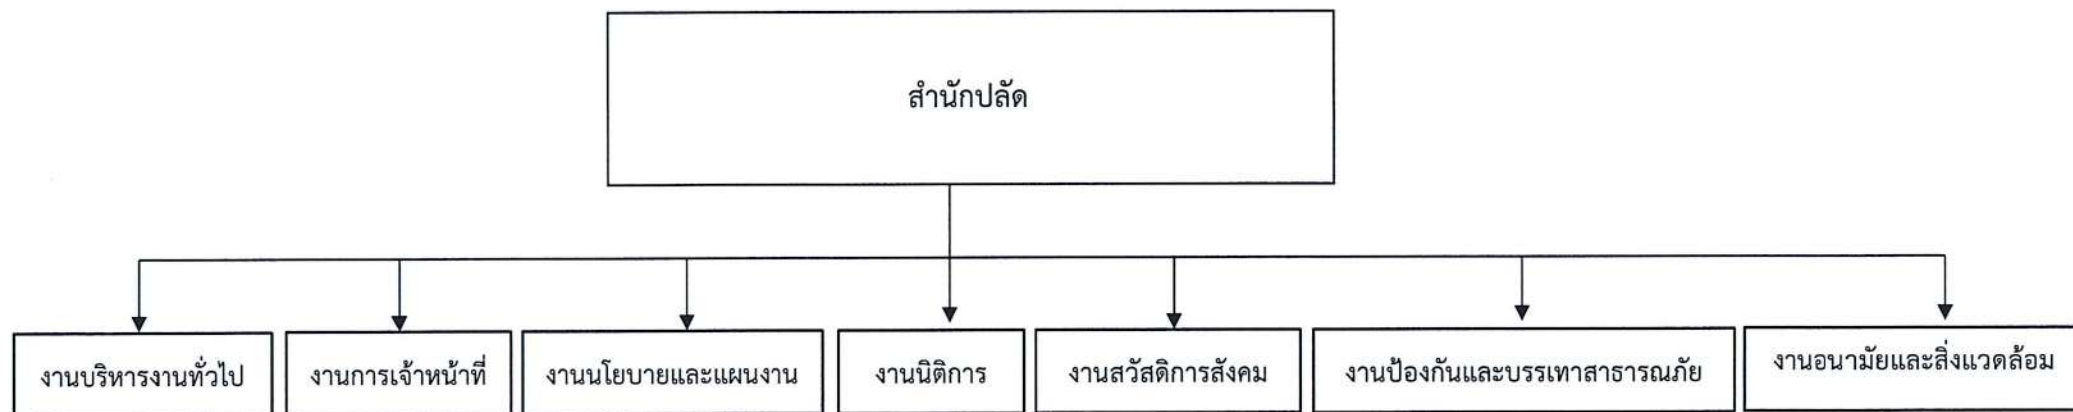 สำนักปลัด
งานบริหารงานทั่วไป
งานการเจ้าหน้าที่
งานนโยบายและแผนงาน
งานนิติการ
งานสวัสดิการสังคม
งานป้องกันและบรรเทาสาธารณภัย
งานอนามัยและสิ่งแวดล้อม